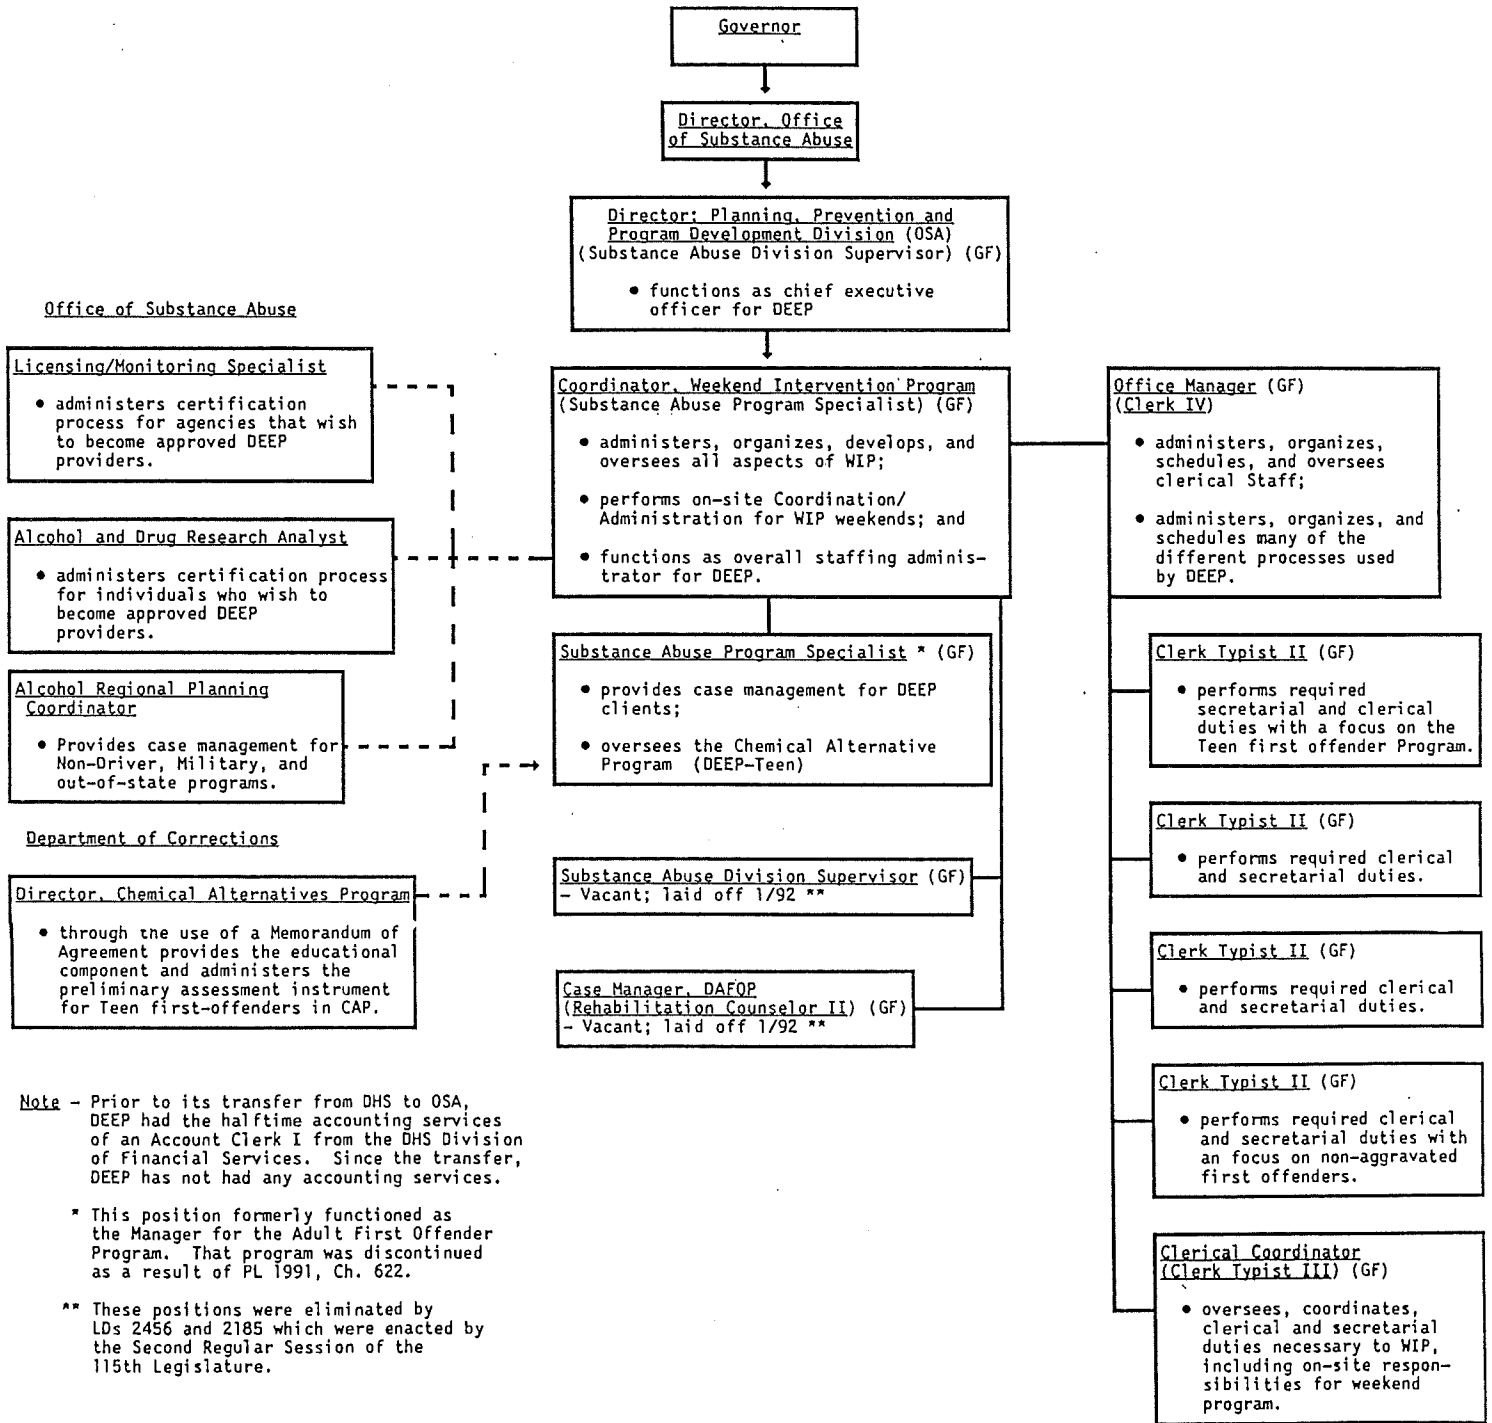 Governor
Director, Office
of Substance Abuse
Director: Planning, Prevention and
Program Development Division (OSA)
(Substance Abuse Division Supervisor) (GF)
• functions as chief executive
officer for DEEP
Office of Substance Abuse
Licensing/Monitoring Specialist
• administers certification
process for agencies that wish
to become approved DEEP
providers.
Alcohol and Drug Research Analyst
• administers certification process
for individuals who wish to
become approved DEEP
providers.
Alcohol Regional Planning
Coordinator
• Provides case management for
Non-Driver, Military, and
out-of-state programs.
Department of Corrections
Director, Chemical Alternatives Program
• through the use of a Memorandum of
Agreement provides the educational
component and administers the
preliminary assessment instrument
for Teen first-offenders in CAP.
Coordinator, Weekend Intervention Program
(Substance Abuse Program Specialist) (GF)
• administers, organizes, develops, and
oversees all aspects of WIP;
• performs on-site Coordination/
Administration for WIP weekends; and
• functions as overall staffing adminis-
trator for DEEP.
Substance Abuse Program Specialist * (GF)
• provides case management for DEEP
clients;
• oversees the Chemical Alternative
Program (DEEP-Teen)
Substance Abuse Division Supervisor (GF)
- Vacant; laid off 1/92 **
Case Manager, DAFOP
(Rehabilitation Counselor II) (GF)
- Vacant; laid off 1/92 **
Office Manager (GF)
(Clerk IV)
• administers, organizes,
schedules, and oversees
clerical Staff;
• administers, organizes, and
schedules many of the
different processes used
by DEEP.
Clerk Typist II (GF)
• performs required
secretarial and clerical
duties with a focus on the
Teen first offender Program.
Clerk Typist II (GF)
• performs required clerical
and secretarial duties.
Clerk Typist II (GF)
• performs required clerical
and secretarial duties.
Clerk Typist II (GF)
• performs required clerical
and secretarial duties with
an focus on non-aggravated
first offenders.
Clerical Coordinator
(Clerk Typist III) (GF)
• oversees, coordinates,
clerical and secretarial
duties necessary to WIP,
including on-site respon-
sibilities for weekend
program.
Note - Prior to its transfer from DHS to OSA,
DEEP had the halftime accounting services
of an Account Clerk I from the DHS Division
of Financial Services. Since the transfer,
DEEP has not had any accounting services.
* This position formerly functioned as
the Manager for the Adult First Offender
Program. That program was discontinued
as a result of PL 1991, Ch. 622.
** These positions were eliminated by
LDs 2456 and 2185 which were enacted by
the Second Regular Session of the
115th Legislature.